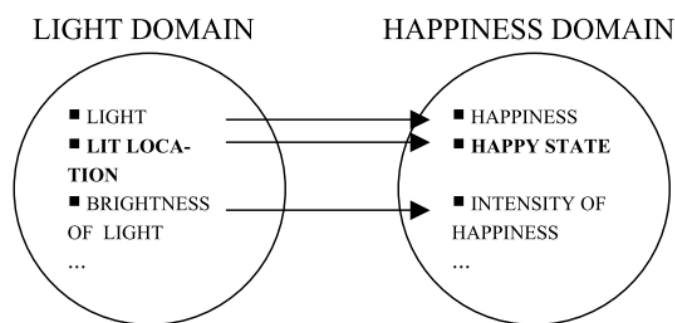 LIGHT DOMAIN
■ LIGHT
■ LIT LOCA-
TION
■ BRIGHTNESS
OF LIGHT
...
HAPPINESS DOMAIN
■ HAPPINESS
■ HAPPY STATE
■ INTENSITY OF
HAPPINESS
...